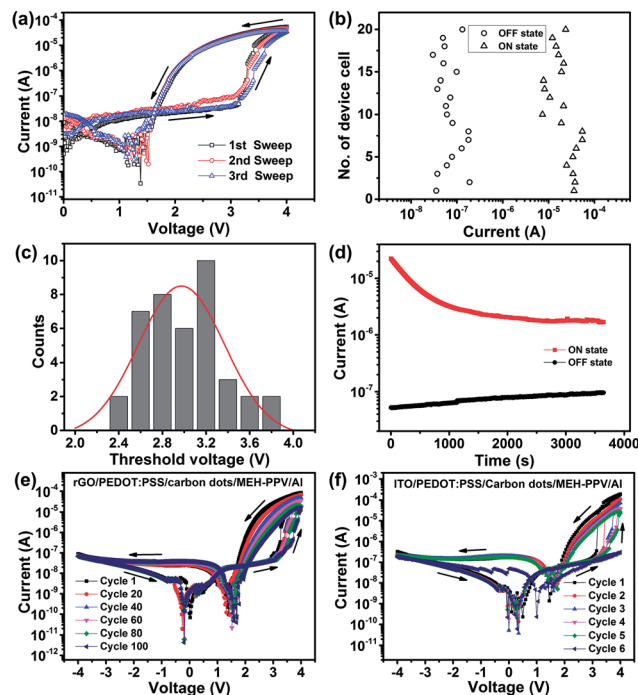 (a)
Current (A)
10⁻⁴
10⁻⁵
10⁻⁶
10⁻⁷
10⁻⁸
10⁻⁹
10⁻¹⁰
10⁻¹¹
1st Sweep
2nd Sweep
3rd Sweep
0 1 2 3 4
Voltage (V)
(b)
No. of device cell
20
15
10
5
0
OFF state
ON state
10⁻⁸ 10⁻⁷ 10⁻⁶ 10⁻⁵ 10⁻⁴
Current (A)
(c)
Counts
10
8
6
4
2
0
2.0 2.4 2.8 3.2 3.6 4.0
Threshold voltage (V)
(d)
Current (A)
10⁻⁵
10⁻⁶
10⁻⁷
ON state
OFF state
0 1000 2000 3000 4000
Time (s)
(e)
rGO/PEDOT:PSS/carbon dots/MEH-PPV/Al
Current (A)
10⁻⁴
10⁻⁵
10⁻⁶
10⁻⁷
10⁻⁸
10⁻⁹
10⁻¹⁰
10⁻¹¹
10⁻¹²
Cycle 1
Cycle 20
Cycle 40
Cycle 60
Cycle 80
Cycle 100
-4 -3 -2 -1 0 1 2 3 4
Voltage (V)
(f)
ITO/PEDOT:PSS/Carbon dots/MEH-PPV/Al
Current (A)
10⁻³
10⁻⁴
10⁻⁵
10⁻⁶
10⁻⁷
10⁻⁸
10⁻⁹
10⁻¹⁰
10⁻¹¹
Cycle 1
Cycle 2
Cycle 3
Cycle 4
Cycle 5
Cycle 6
-4 -3 -2 -1 0 1 2 3 4
Voltage (V)